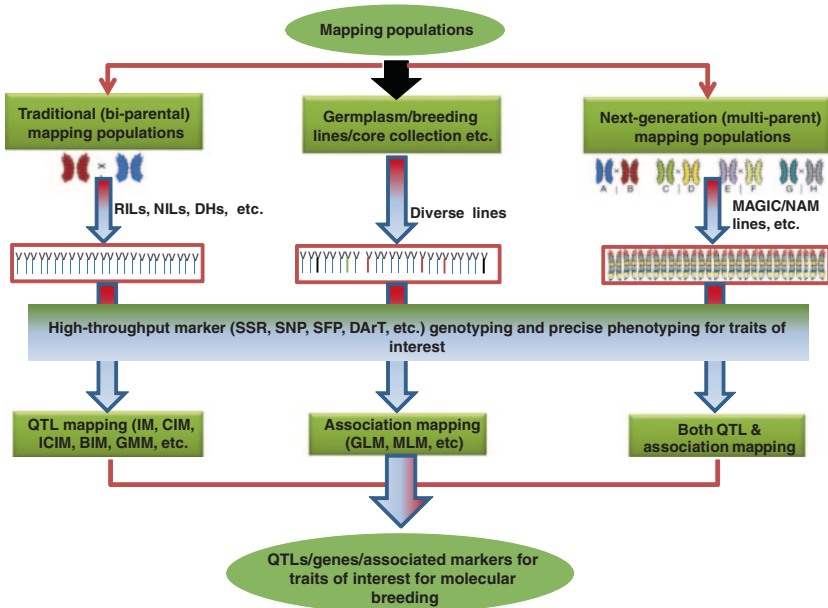 Mapping populations
Traditional (bi-parental)
mapping populations
Germplasm/breeding
lines/core collection etc.
Next-generation (multi-parent)
mapping populations
×
A × B C × D E × F G × H
RILs, NILs, DHs, etc.
Diverse lines
MAGIC/NAM
lines, etc.
High-throughput marker (SSR, SNP, SFP, DArT, etc.) genotyping and precise phenotyping for traits of
interest
QTL mapping (IM, CIM,
ICIM, BIM, GMM, etc.
Association mapping
(GLM, MLM, etc)
Both QTL &
association mapping
QTLs/genes/associated markers for
traits of interest for molecular
breeding